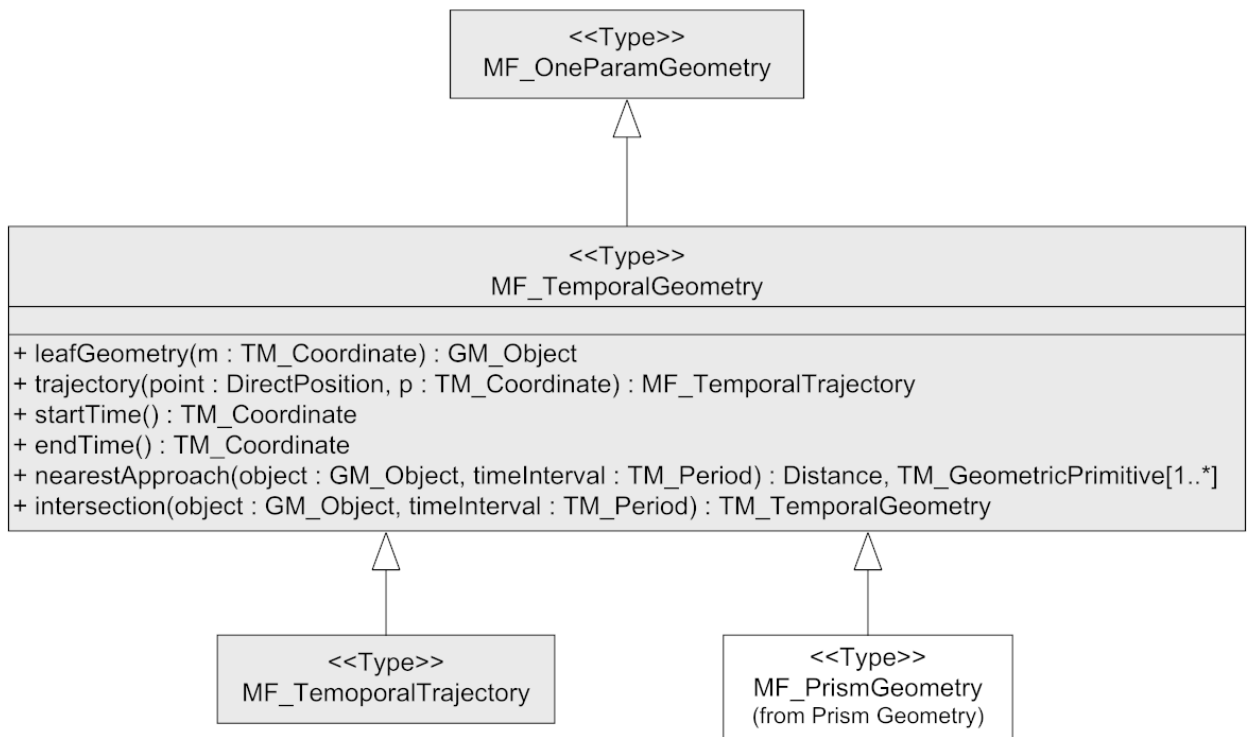 <<Type>>
MF_OneParamGeometry
<<Type>>
MF_TemporalGeometry
+ leafGeometry(m : TM_Coordinate) : GM_Object
+ trajectory(point : DirectPosition, p : TM_Coordinate) : MF_TemporalTrajectory
+ startTime() : TM_Coordinate
+ endTime() : TM_Coordinate
+ nearestApproach(object : GM_Object, timeInterval : TM_Period) : Distance, TM_GeometricPrimitive[1..*]
+ intersection(object : GM_Object, timeInterval : TM_Period) : TM_TemporalGeometry
<<Type>>
MF_TemoporalTrajectory
<<Type>>
MF_PrismGeometry
(from Prism Geometry)